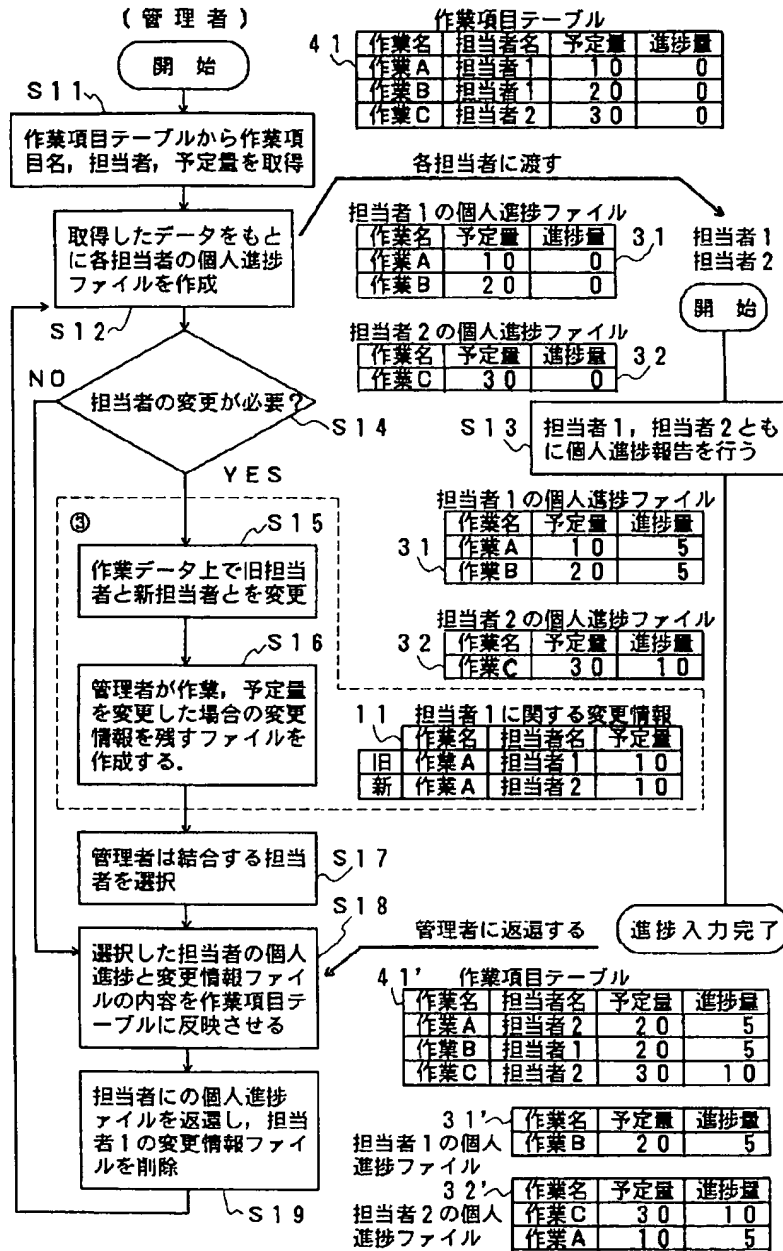 (管理者)
開 始
S11
作業項目テーブルから作業項
目名,担当者,予定量を取得
取得したデータをもと
に各担当者の個人進捗
ファイルを作成
S12
NO
担当者の変更が必要?
S14
YES
③
S15
作業データ上で旧担当
者と新担当者とを変更
S16
管理者が作業,予定量
を変更した場合の変更
情報を残すファイルを
作成する.
管理者は結合する担当
者を選択
S17
S18
選択した担当者の個人
進捗と変更情報ファイ
ルの内容を作業項目テ
ーブルに反映させる
担当者にの個人進捗フ
ァイルを返還し,担当
者1の変更情報ファイ
ルを削除
S19
作業項目テーブル
41
作業名 担当者名 予定量 進捗量
作業A 担当者1 10 0
作業B 担当者1 20 0
作業C 担当者2 30 0
各担当者に渡す
担当者1の個人進捗ファイル
作業名 予定量 進捗量
作業A 10 0
作業B 20 0
31
担当者1
担当者2
開 始
担当者2の個人進捗ファイル
作業名 予定量 進捗量
作業C 30 0
32
S13
担当者1,担当者2とも
に個人進捗報告を行う
担当者1の個人進捗ファイル
作業名 予定量 進捗量
作業A 10 5
作業B 20 5
31
担当者2の個人進捗ファイル
32
作業名 予定量 進捗量
作業C 30 10
11 担当者1に関する変更情報
作業名 担当者名 予定量
旧 作業A 担当者1 10
新 作業A 担当者2 10
管理者に返還する
進捗入力完了
41' 作業項目テーブル
作業名 担当者名 予定量 進捗量
作業A 担当者2 20 5
作業B 担当者1 20 5
作業C 担当者2 30 10
31'
担当者1の個人
進捗ファイル
作業名 予定量 進捗量
作業B 20 5
32'
担当者2の個人
進捗ファイル
作業名 予定量 進捗量
作業C 30 10
作業A 10 5